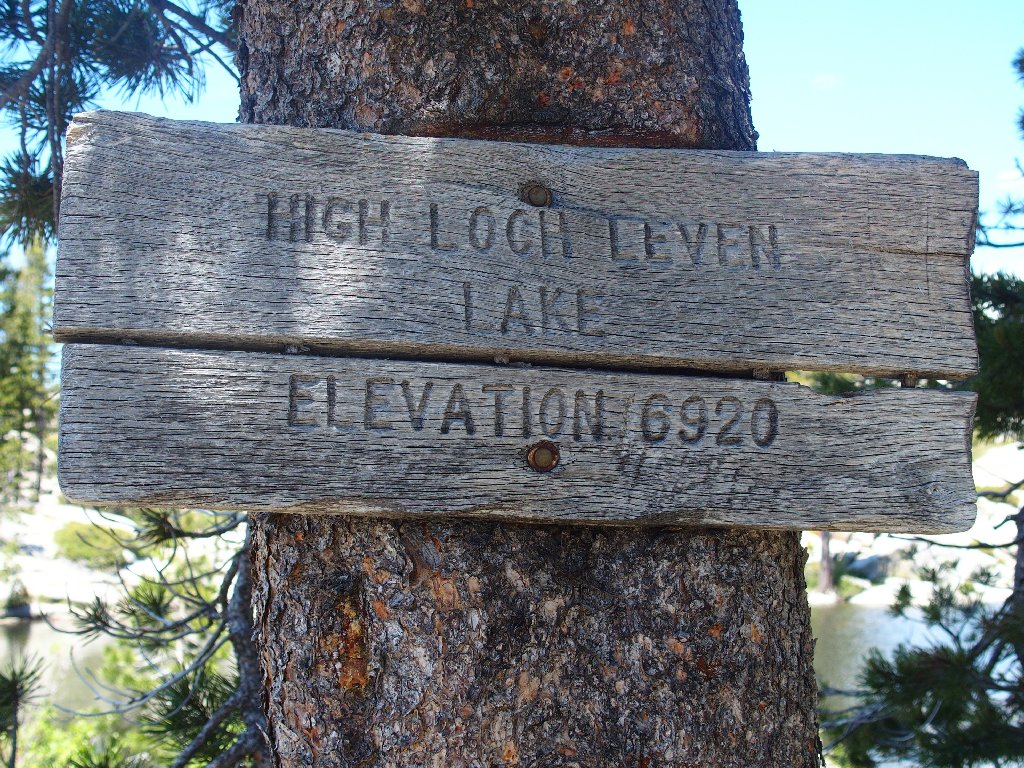 HIGH LOCH LEVEN
LAKE
ELEVATION 6920